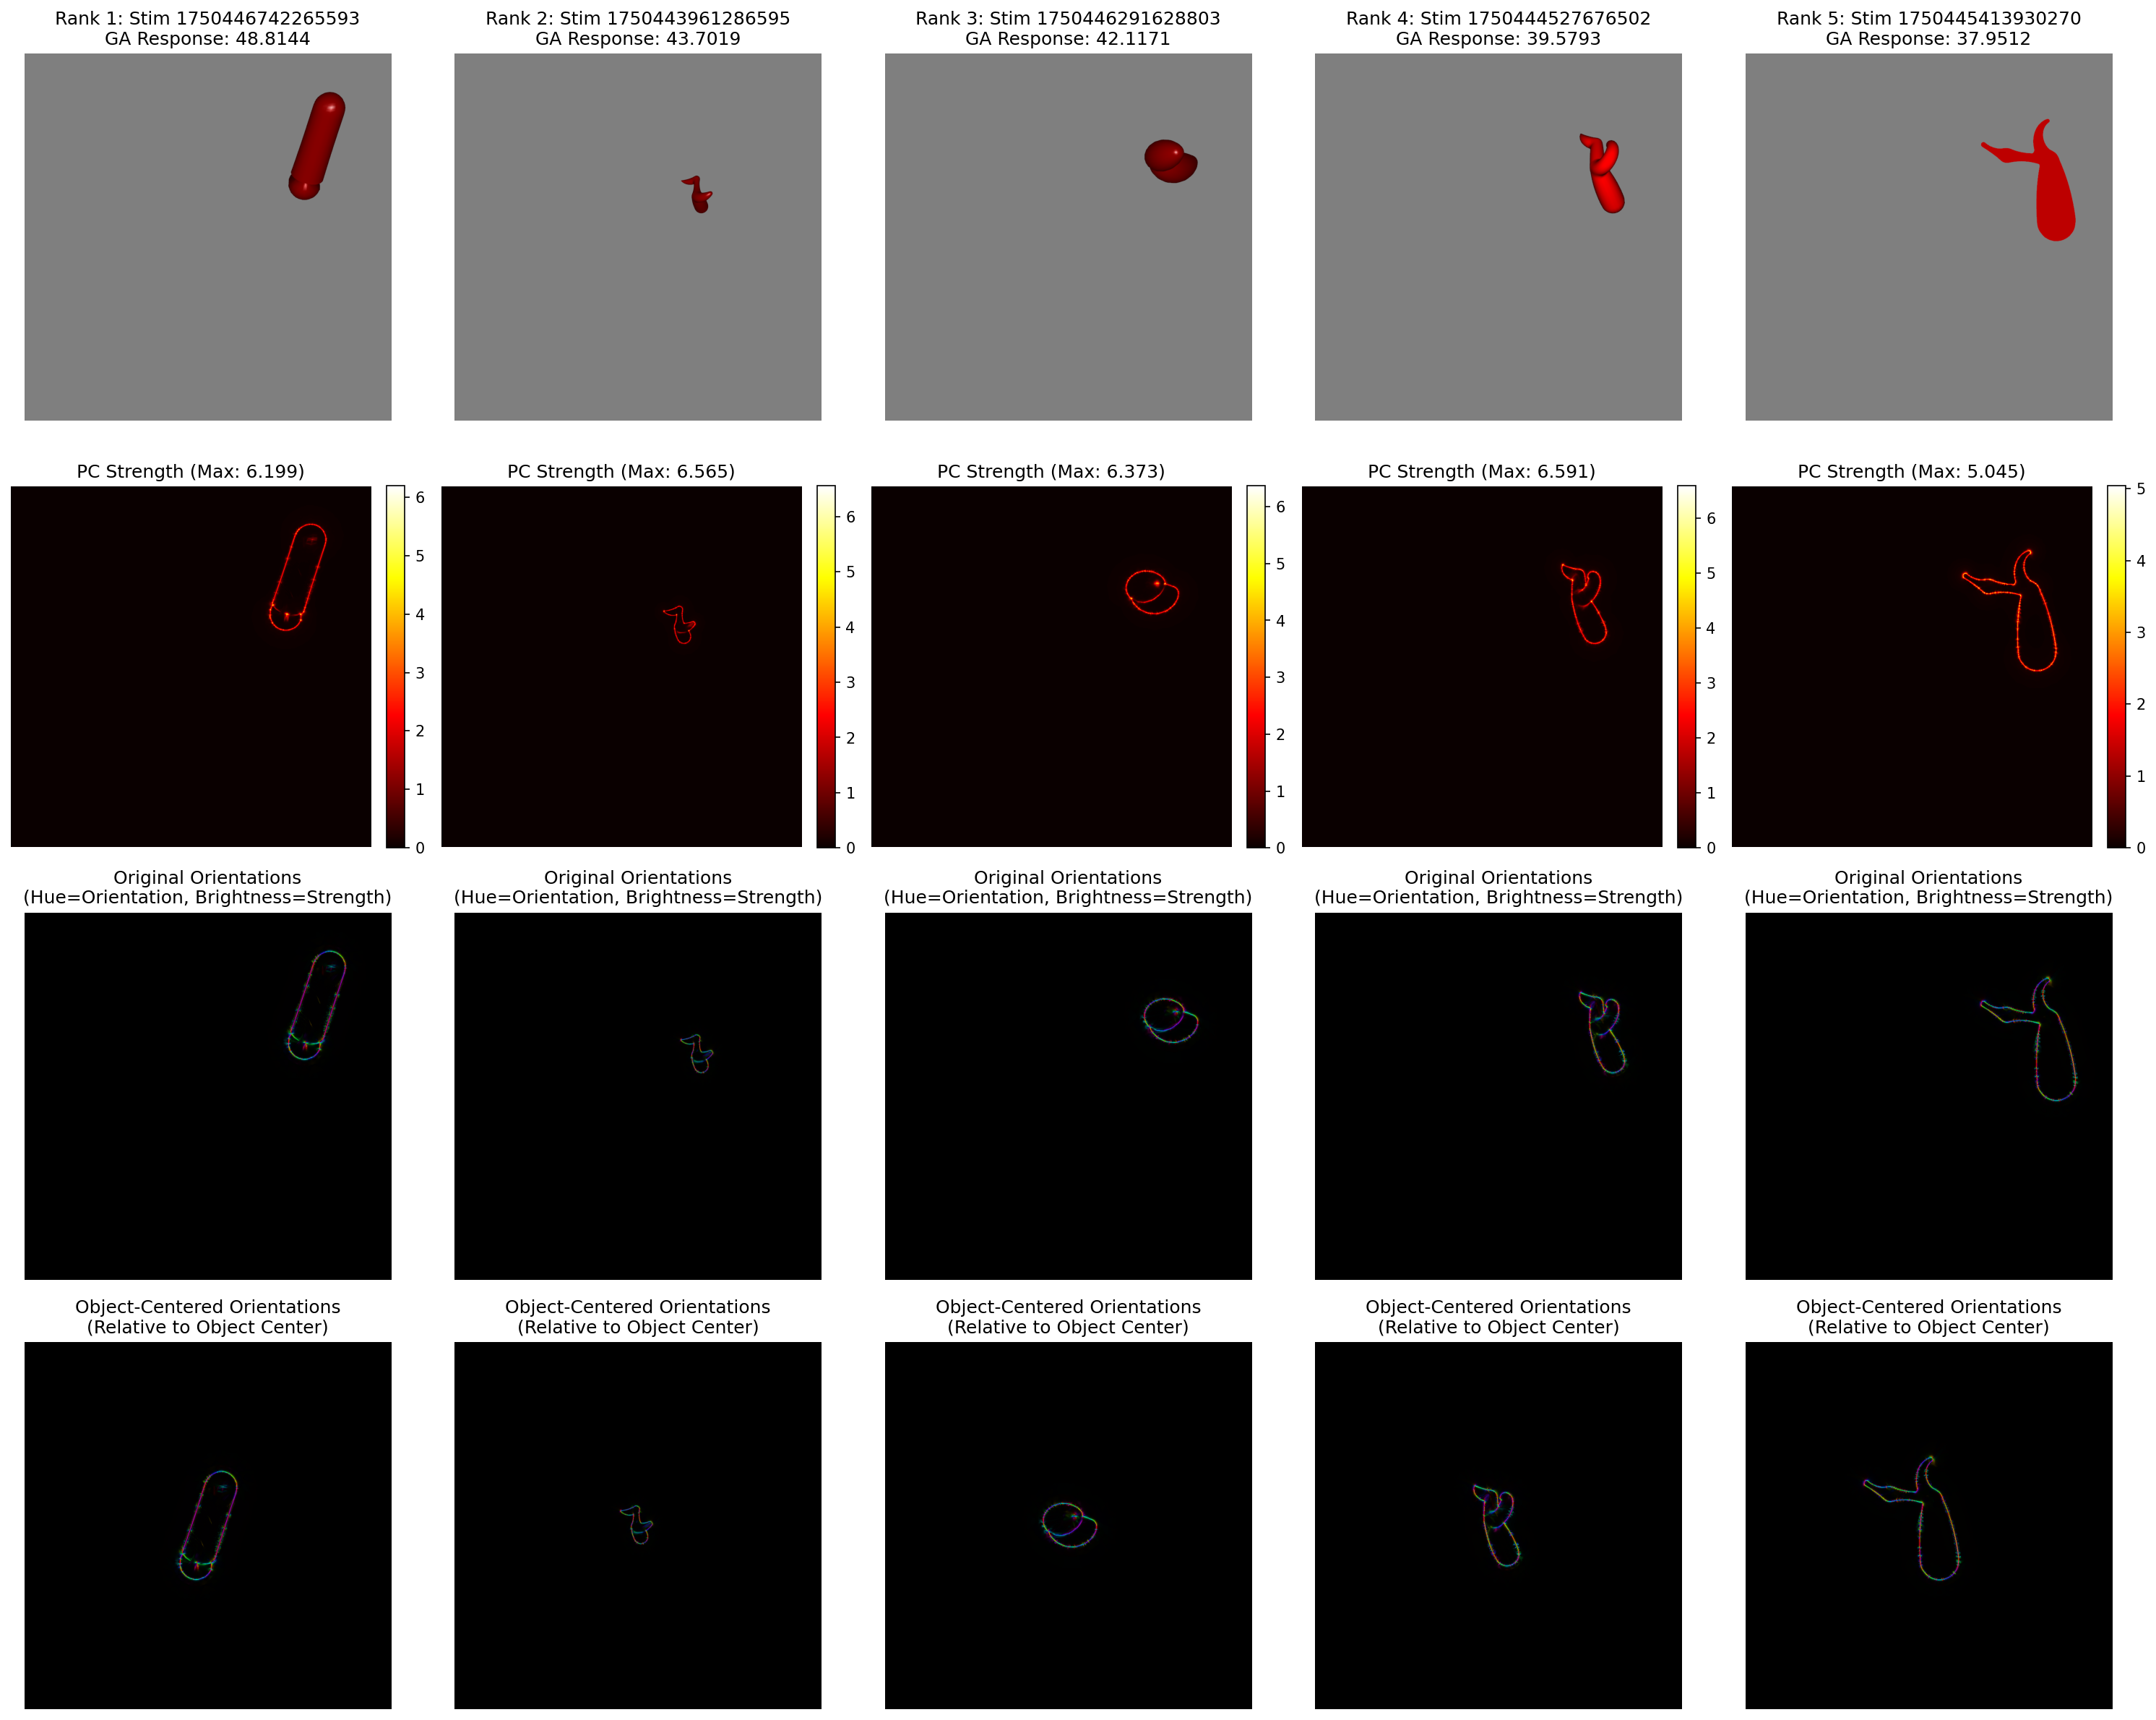 Rank 1: Stim 1750446742265593
GA Response: 48.8144
Rank 2: Stim 1750443961286595
GA Response: 43.7019
Rank 3: Stim 1750446291628803
GA Response: 42.1171
Rank 4: Stim 1750444527676502
GA Response: 39.5793
Rank 5: Stim 1750445413930270
GA Response: 37.9512
PC Strength (Max: 6.199)
6
5
4
3
2
1
0
PC Strength (Max: 6.565)
6
5
4
3
2
1
0
PC Strength (Max: 6.373)
6
5
4
3
2
1
0
PC Strength (Max: 6.591)
6
5
4
3
2
1
0
PC Strength (Max: 5.045)
5
4
3
2
1
0
Original Orientations
(Hue=Orientation, Brightness=Strength)
Original Orientations
(Hue=Orientation, Brightness=Strength)
Original Orientations
(Hue=Orientation, Brightness=Strength)
Original Orientations
(Hue=Orientation, Brightness=Strength)
Original Orientations
(Hue=Orientation, Brightness=Strength)
Object-Centered Orientations
(Relative to Object Center)
Object-Centered Orientations
(Relative to Object Center)
Object-Centered Orientations
(Relative to Object Center)
Object-Centered Orientations
(Relative to Object Center)
Object-Centered Orientations
(Relative to Object Center)